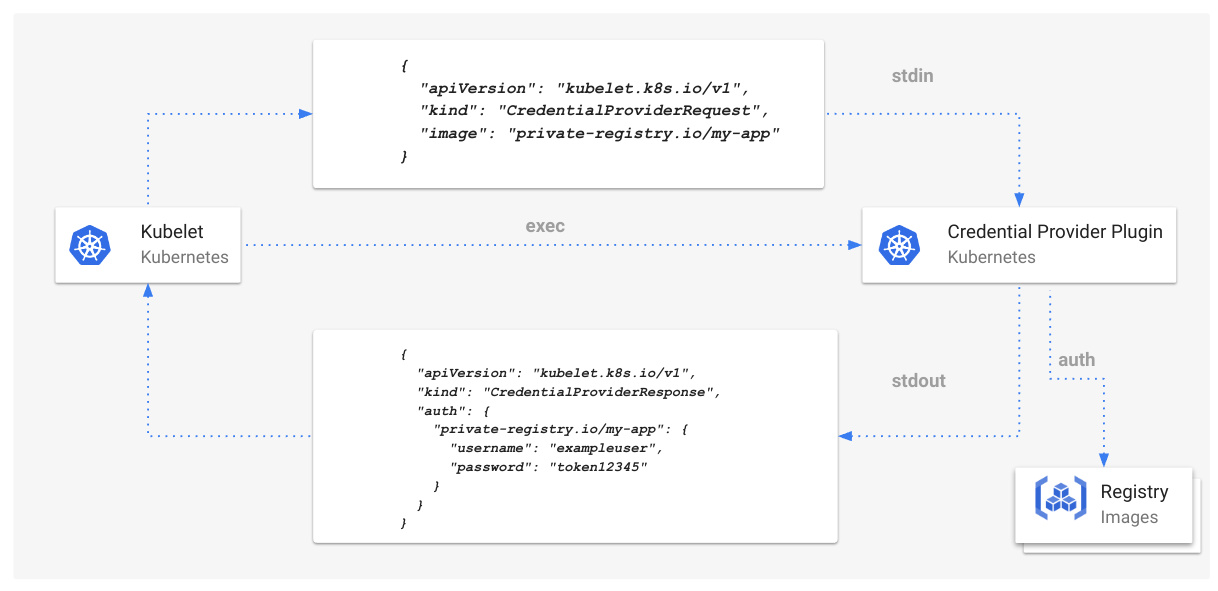 {
"apiVersion": "kubelet.k8s.io/v1",
"kind": "CredentialProviderRequest",
"image": "private-registry.io/my-app"
}
stdin
Kubelet
Kubernetes
exec
Credential Provider Plugin
Kubernetes
{
"apiVersion": "kubelet.k8s.io/v1",
"kind": "CredentialProviderResponse",
"auth": {
"private-registry.io/my-app": {
"username": "exampleuser",
"password": "token12345"
}
}
}
stdout
auth
Registry
Images